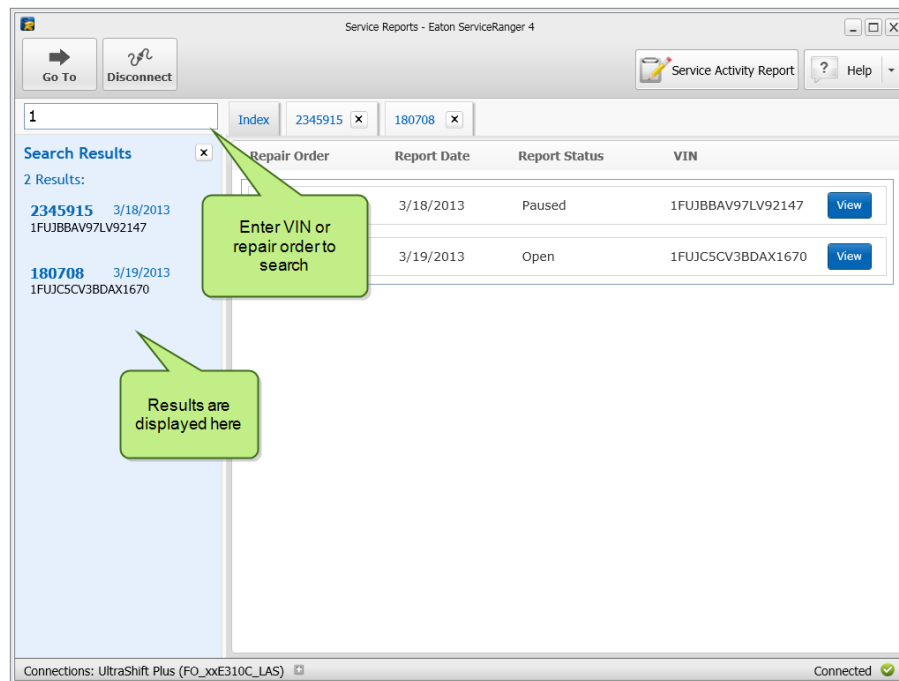 Service Reports - Eaton ServiceRanger 4
Go To
Disconnect
Service Activity Report
? Help
1
Index
2345915
180708
Search Results
2 Results:
2345915 3/18/2013
1FUJBBAV97LV92147
180708 3/19/2013
1FUJC5CV3BDAX1670
Repair Order Report Date Report Status VIN
3/18/2013 Paused 1FUJBBAV97LV92147 View
3/19/2013 Open 1FUJC5CV3BDAX1670 View
Enter VIN or
repair order to
search
Results are
displayed here
Connections: UltraShift Plus (FO_xxE310C_LAS)
Connected